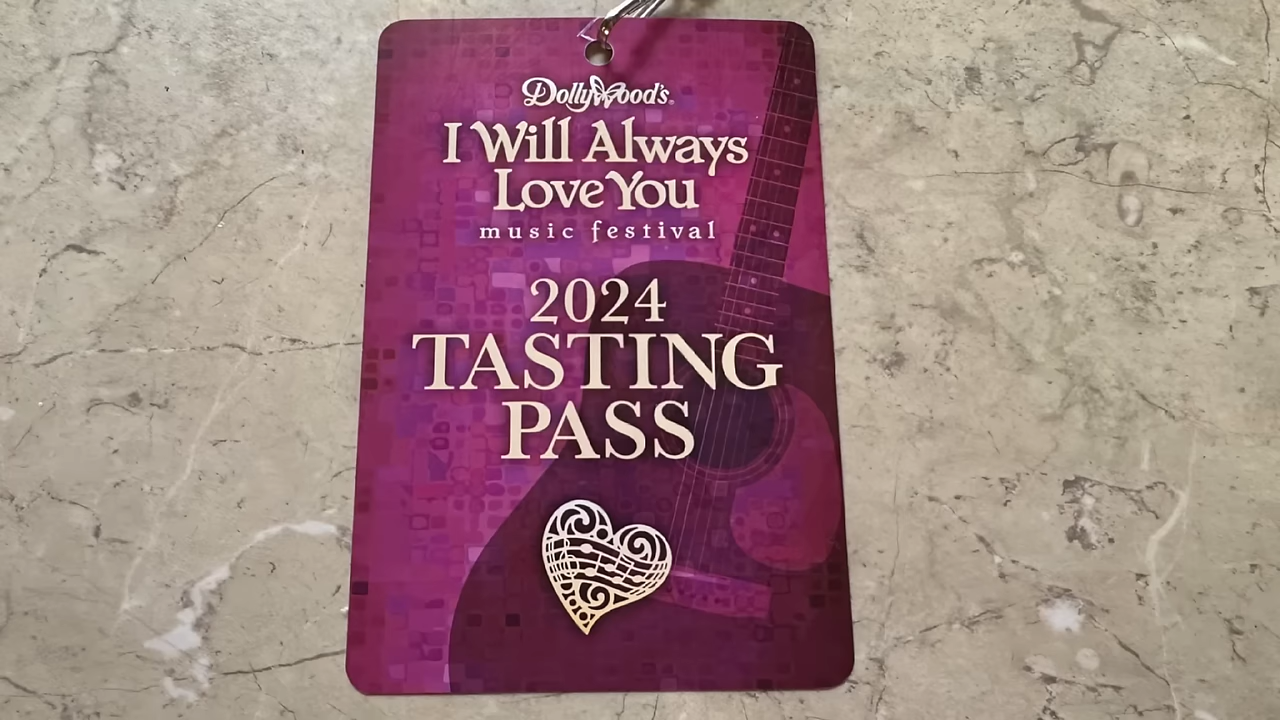 DollyWood's®
I Will Always
Love You
music festival
2024
TASTING
PASS